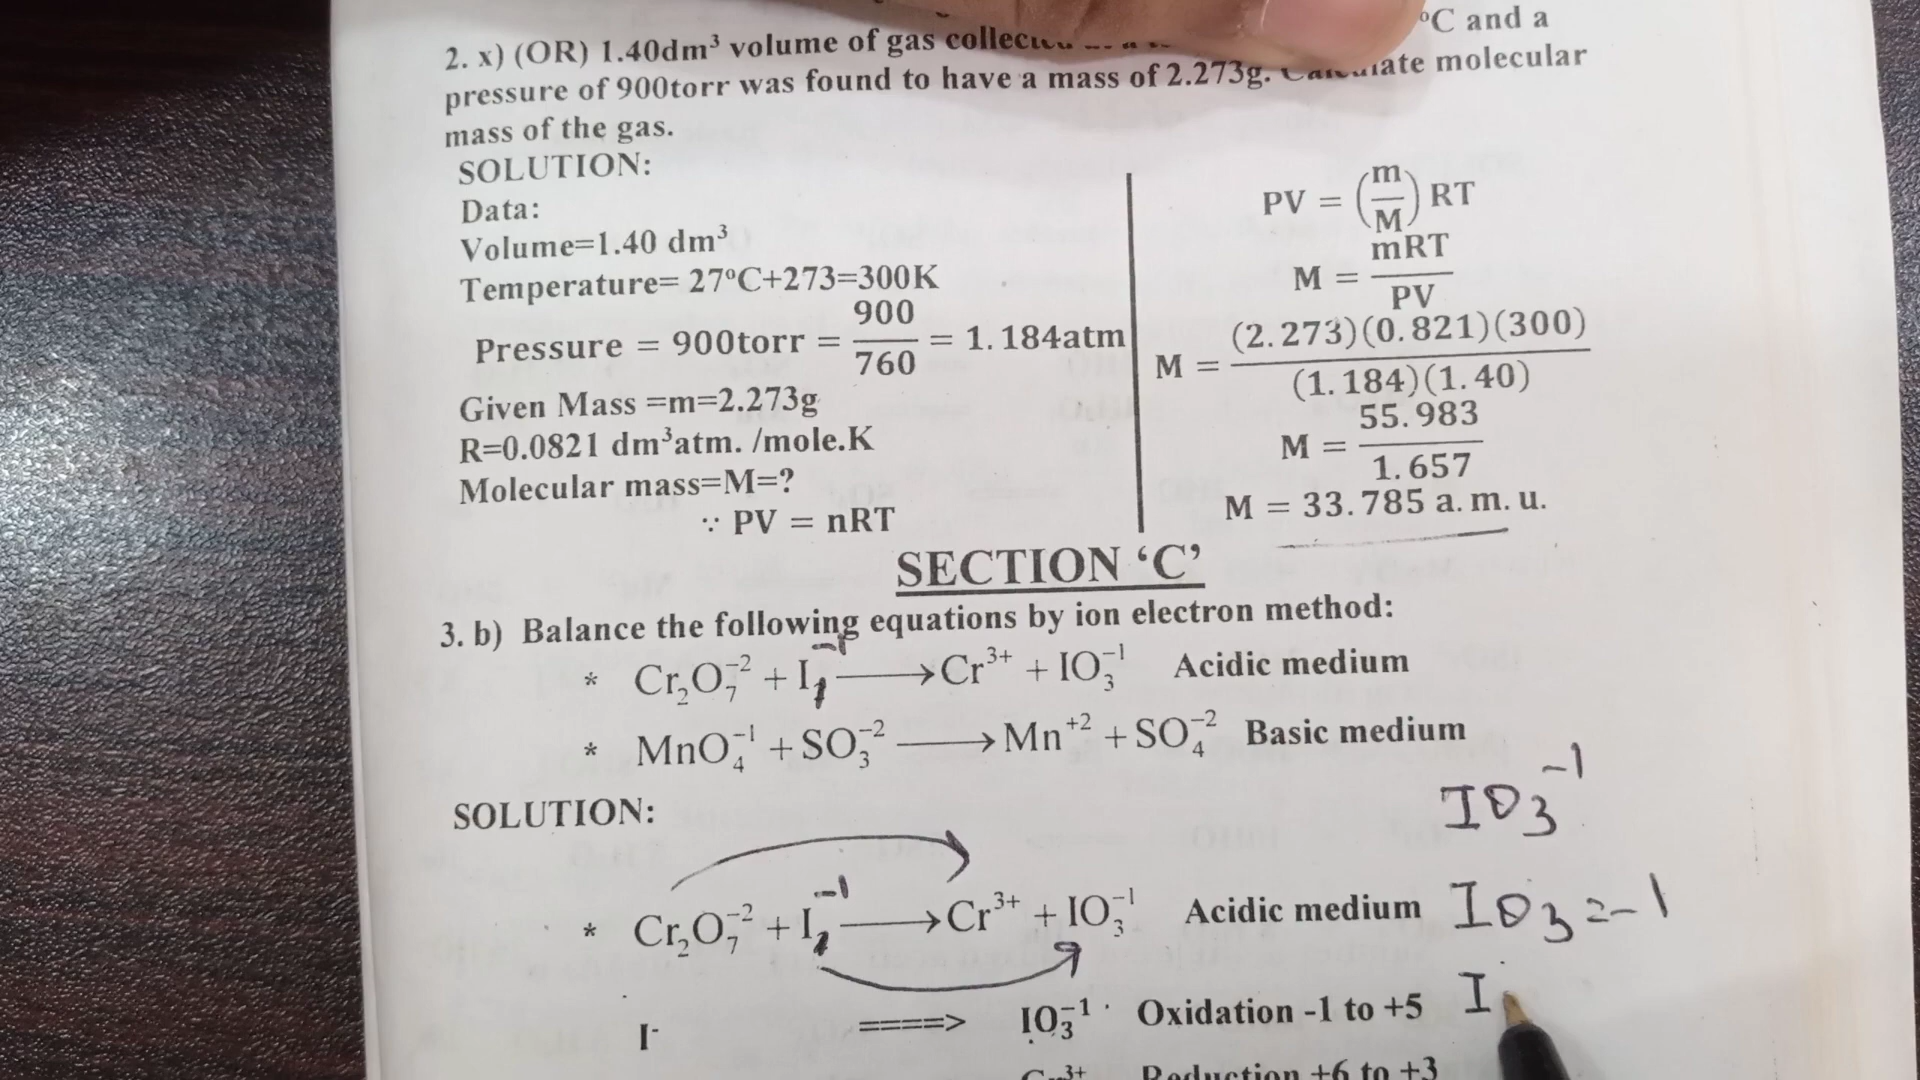 2. x) (OR) 1.40dm³ volume of gas °C and a
pressure of 900torr was found to have a mass of 2.273g. molecular
mass of the gas.
SOLUTION:
Data:
Volume=1.40 dm³
Temperature= 27°C+273=300K
Pressure = 900torr = 900/760 = 1.184atm
Given Mass =m=2.273g
R=0.0821 dm³atm. /mole.K
Molecular mass=M=?
∵ PV = nRT
PV = (m/M) RT
M = mRT/PV
M = (2.273)(0.821)(300)/(1.184)(1.40)
M = 55.983/1.657
M = 33.785 a.m.u.
SECTION ‘C’
3. b) Balance the following equations by ion electron method:
* Cr₂O₇⁻² + I⁻¹ ⟶ Cr³⁺ + IO₃⁻¹ Acidic medium
* MnO₄⁻¹ + SO₃⁻² ⟶ Mn⁺² + SO₄⁻² Basic medium
SOLUTION:
IO₃⁻¹
* Cr₂O₇⁻² + I⁻¹ ⟶ Cr³⁺ + IO₃⁻¹ Acidic medium IO₃=-1
I⁻ ====> IO₃⁻¹ Oxidation -1 to +5 I
Cr³⁺ Reduction +6 to +3